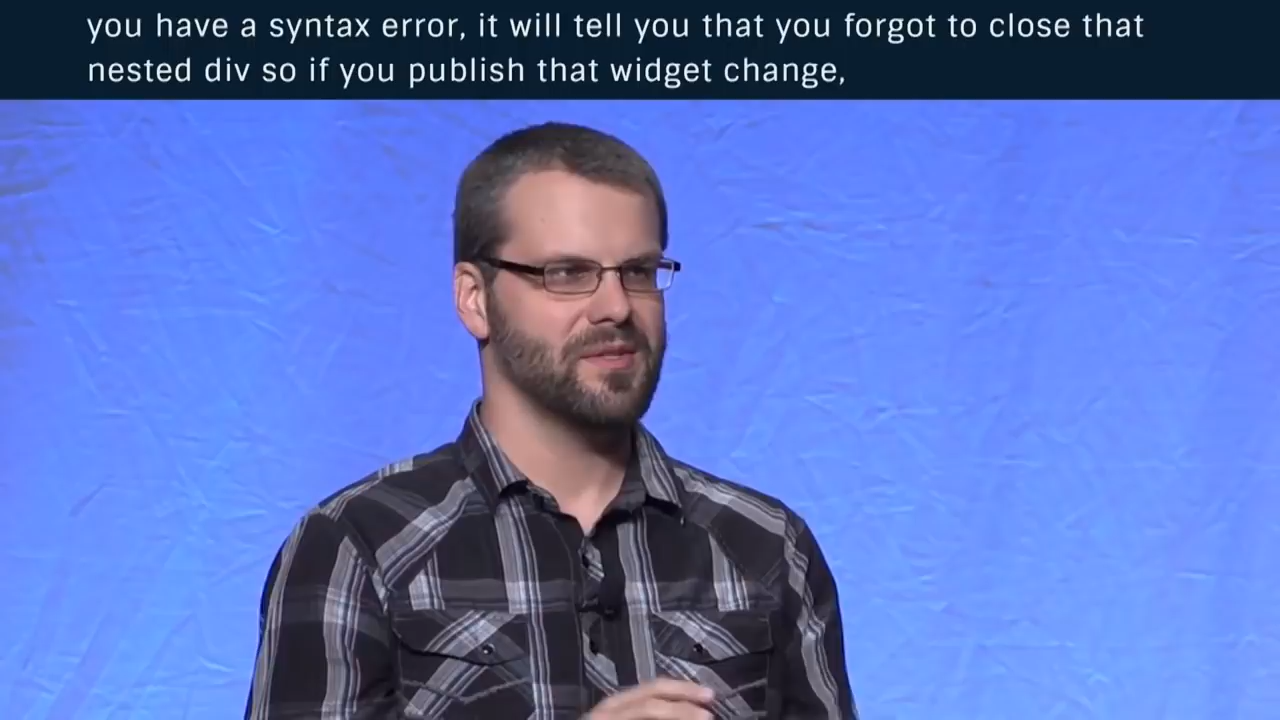 you have a syntax error, it will tell you that you forgot to close that
nested div so if you publish that widget change,